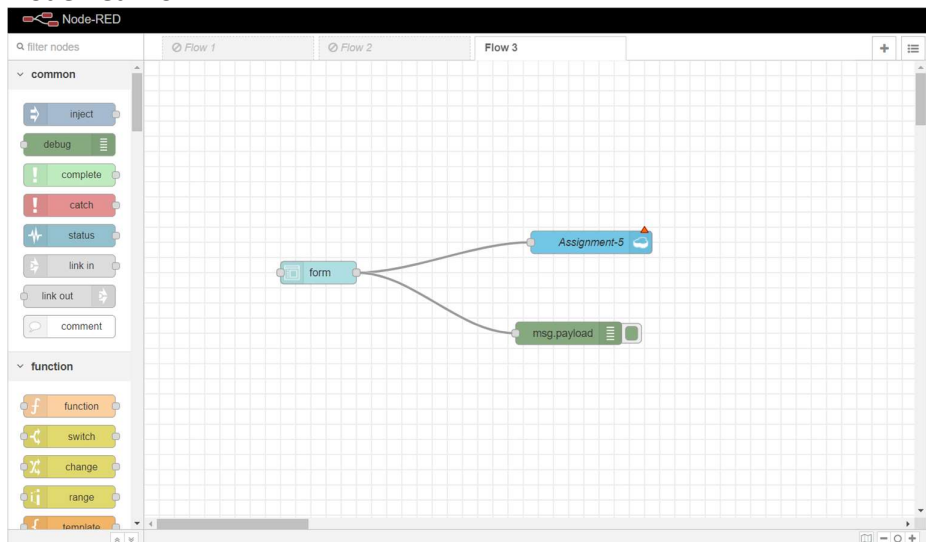 Node-RED
filter nodes
Flow 1
Flow 2
Flow 3
common
inject
debug
complete
catch
status
link in
link out
comment
function
function
switch
change
range
template
form
Assignment-5
msg.payload